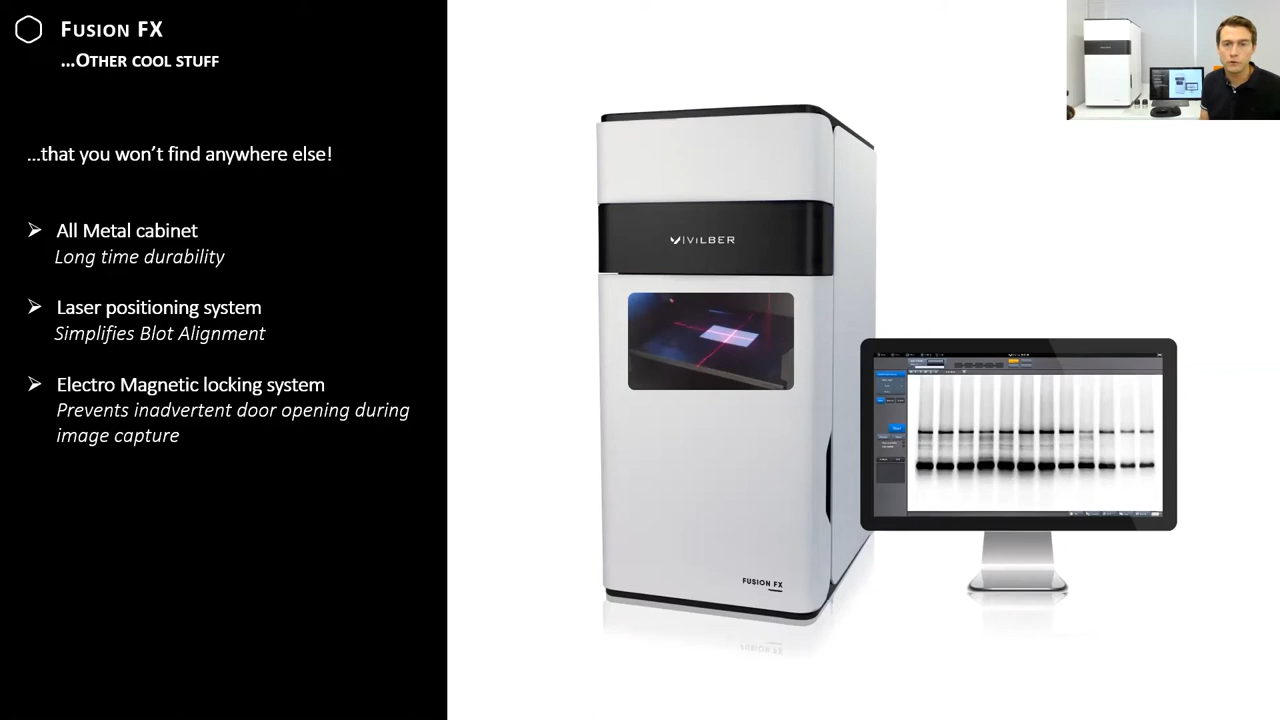 FUSION FX
...OTHER COOL STUFF
...that you won't find anywhere else!
➢ All Metal cabinet
Long time durability
➢ Laser positioning system
Simplifies Blot Alignment
➢ Electro Magnetic locking system
Prevents inadvertent door opening during
image capture
VILBER
FUSION FX